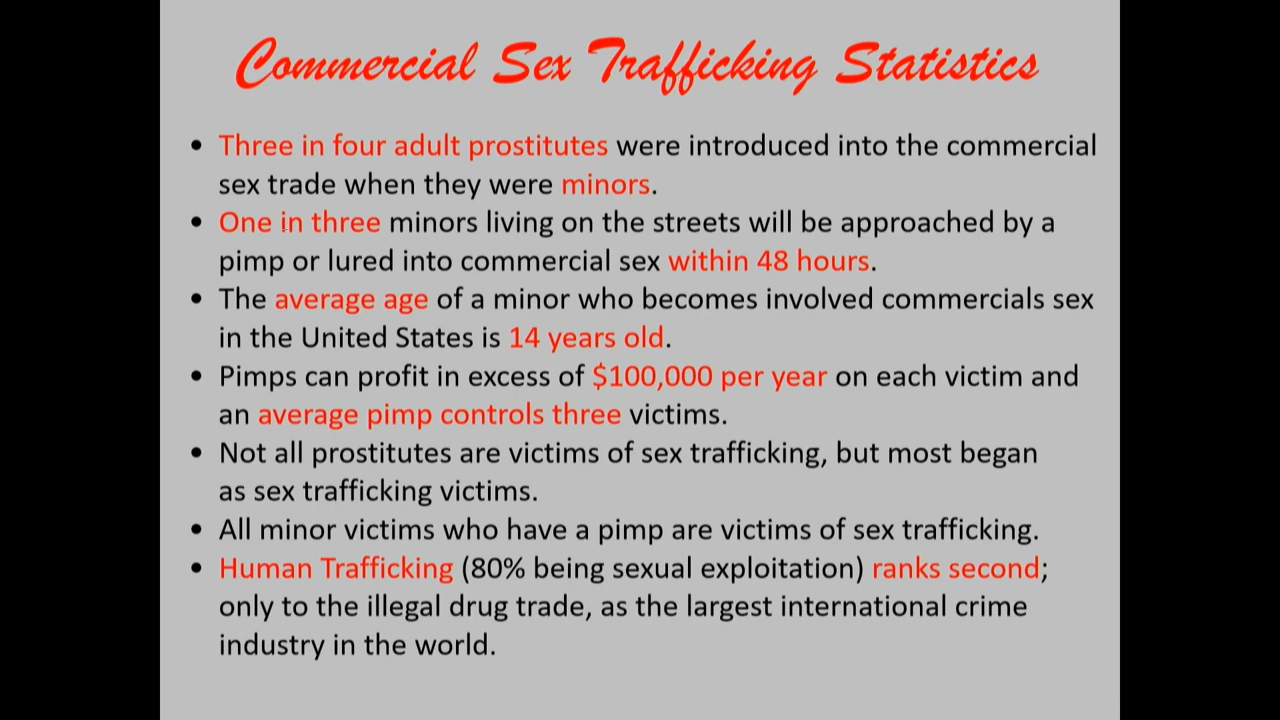 Commercial Sex Trafficking Statistics
• Three in four adult prostitutes were introduced into the commercial
sex trade when they were minors.
• One in three minors living on the streets will be approached by a
pimp or lured into commercial sex within 48 hours.
• The average age of a minor who becomes involved commercials sex
in the United States is 14 years old.
• Pimps can profit in excess of $100,000 per year on each victim and
an average pimp controls three victims.
• Not all prostitutes are victims of sex trafficking, but most began
as sex trafficking victims.
• All minor victims who have a pimp are victims of sex trafficking.
• Human Trafficking (80% being sexual exploitation) ranks second;
only to the illegal drug trade, as the largest international crime
industry in the world.